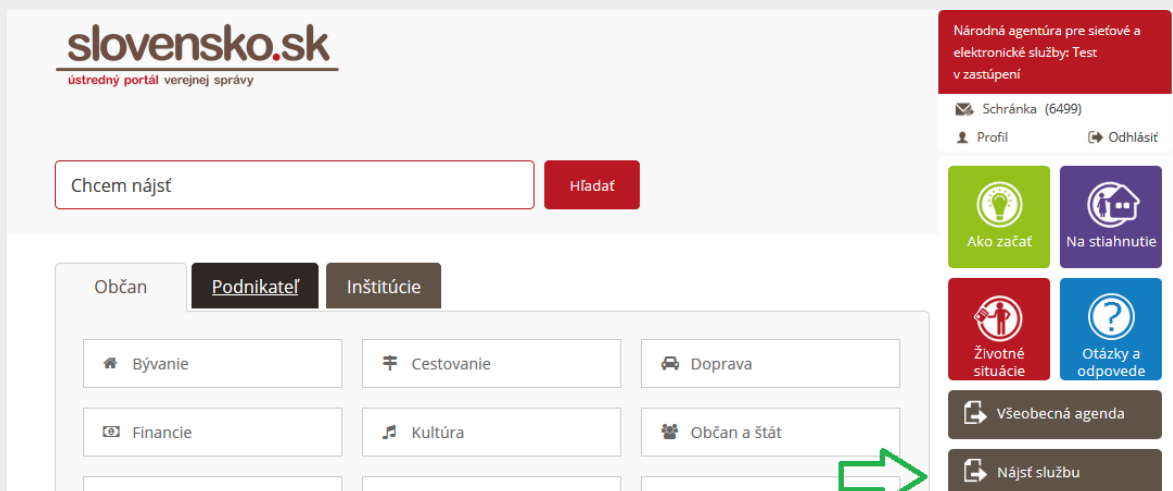 slovensko.sk
ústredný portál verejnej správy
Národná agentúra pre sieťové a
elektronické služby: Test
v zastúpení
Schránka (6499)
Profil
Odhlásiť
Chcem nájsť
Hľadať
Ako začať
Na stiahnutie
Občan
Podnikateľ
Inštitúcie
Životné
situácie
Otázky a
odpovede
Bývanie
Cestovanie
Doprava
Všeobecná agenda
Financie
Kultúra
Občan a štát
Nájsť službu